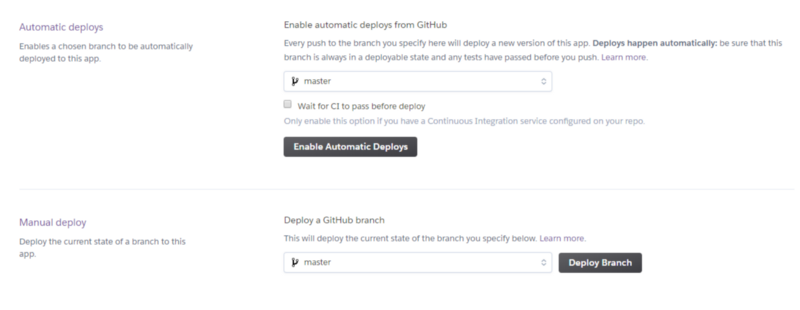 Automatic deploys
Enables a chosen branch to be automatically
deployed to this app.
Enable automatic deploys from GitHub
Every push to the branch you specify here will deploy a new version of this app. Deploys happen automatically: be sure that this
branch is always in a deployable state and any tests have passed before you push. Learn more.
master
Wait for CI to pass before deploy
Only enable this option if you have a Continuous Integration service configured on your repo.
Enable Automatic Deploys
Manual deploy
Deploy the current state of a branch to this
app.
Deploy a GitHub branch
This will deploy the current state of the branch you specify below. Learn more.
master
Deploy Branch